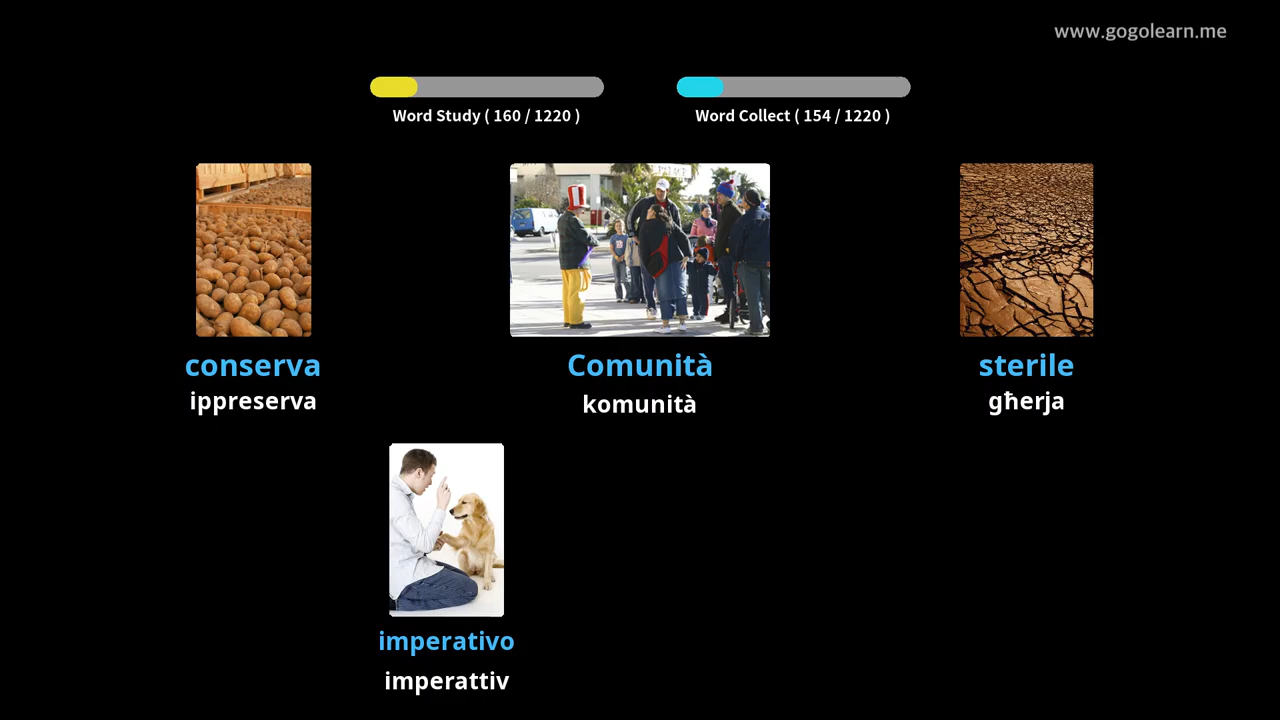 www.gogolearn.me
Word Study ( 160 / 1220 )
Word Collect ( 154 / 1220 )
conserva
ippreserva
Comunità
komunità
sterile
għerja
imperativo
imperattiv